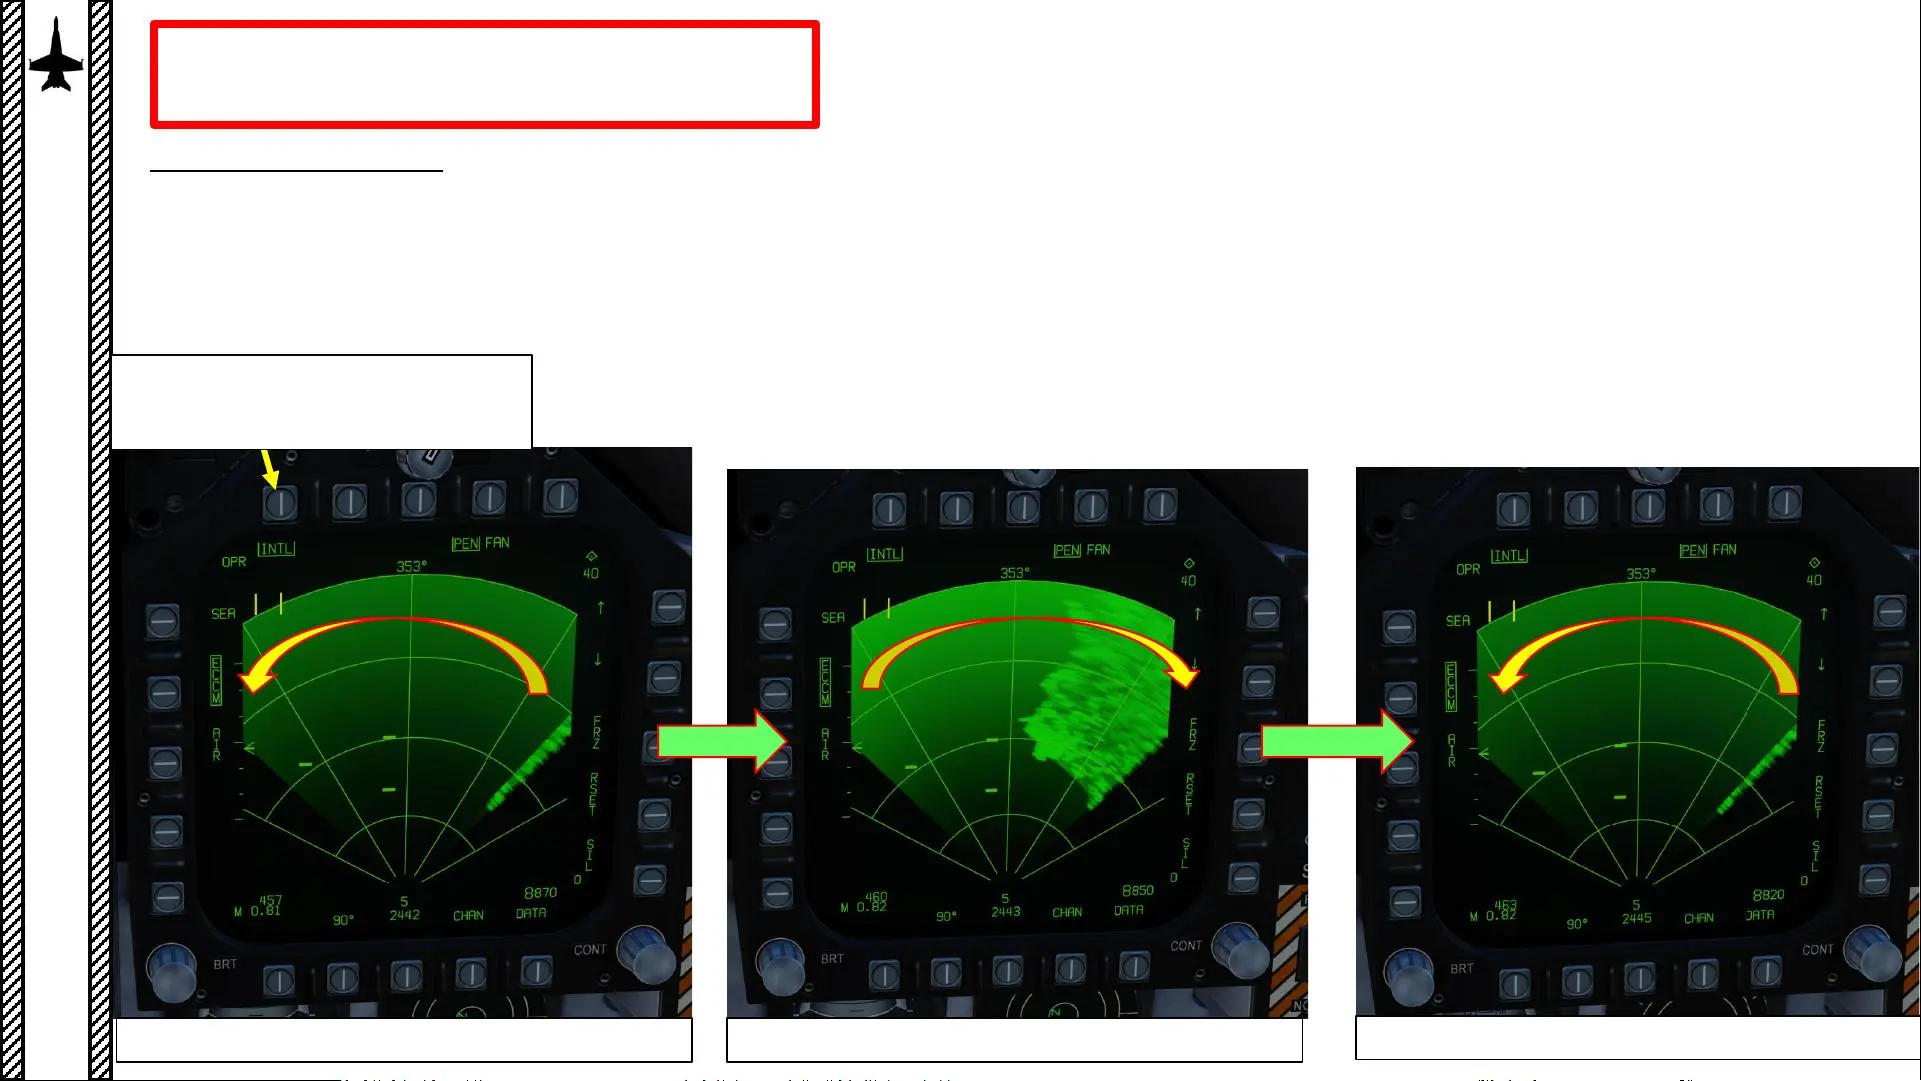 INTL
PEN FAN
OPR
353°
40
SEA
ECCM
AIR
FRZ
RSET
SIL
0
457
M 0.81
90°
5
2442
CHAN
DATA
8870
BRT
CONT
INTL
PEN FAN
OPR
353°
40
SEA
ECCM
AIR
FRZ
RSET
SIL
0
460
M 0.82
90°
5
2443
CHAN
DATA
8850
BRT
CONT
N
INTL
PEN FAN
OPR
353°
40
SEA
ECCM
AIR
FRZ
RSET
SIL
0
463
M 0.82
90°
5
2445
CHAN
DATA
8820
BRT
CONT